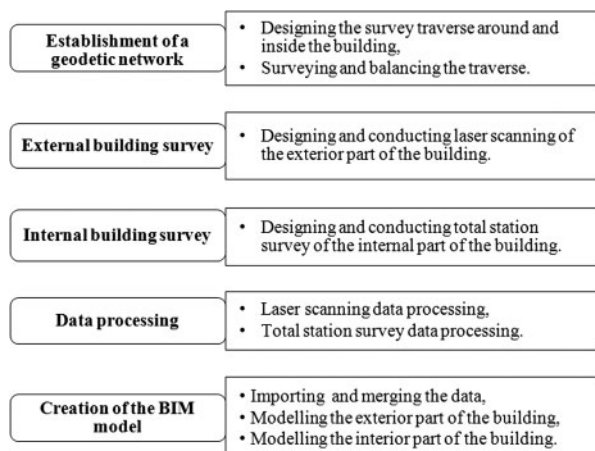 Establishment of a
geodetic network
• Designing the survey traverse around and
inside the building,
• Surveying and balancing the traverse.
External building survey
• Designing and conducting laser scanning of
the exterior part of the building.
Internal building survey
• Designing and conducting total station
survey of the internal part of the building.
Data processing
• Laser scanning data processing,
• Total station survey data processing.
Creation of the BIM
model
• Importing and merging the data,
• Modelling the exterior part of the building,
• Modelling the interior part of the building.